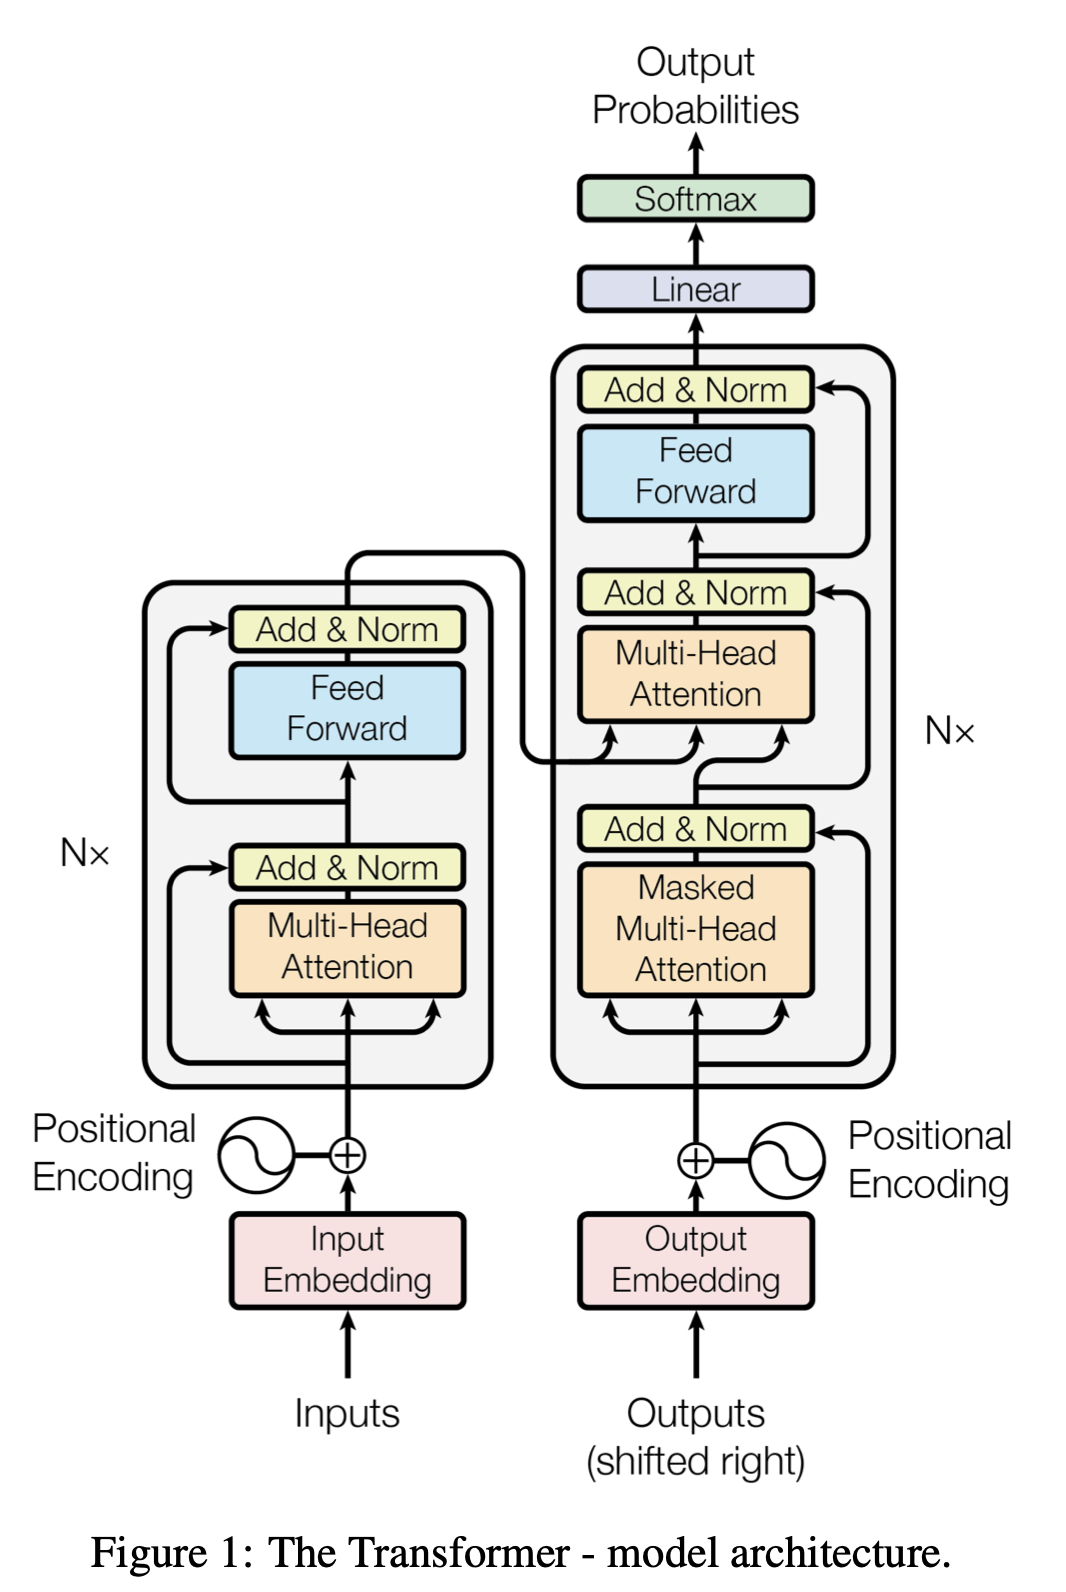 Output
Probabilities
Softmax
Linear
Add & Norm
Feed
Forward
Add & Norm
Multi-Head
Attention
N×
Add & Norm
Masked
Multi-Head
Attention
Add & Norm
Feed
Forward
N×
Add & Norm
Multi-Head
Attention
Positional
Encoding
Positional
Encoding
Input
Embedding
Output
Embedding
Inputs
Outputs
(shifted right)
Figure 1: The Transformer - model architecture.